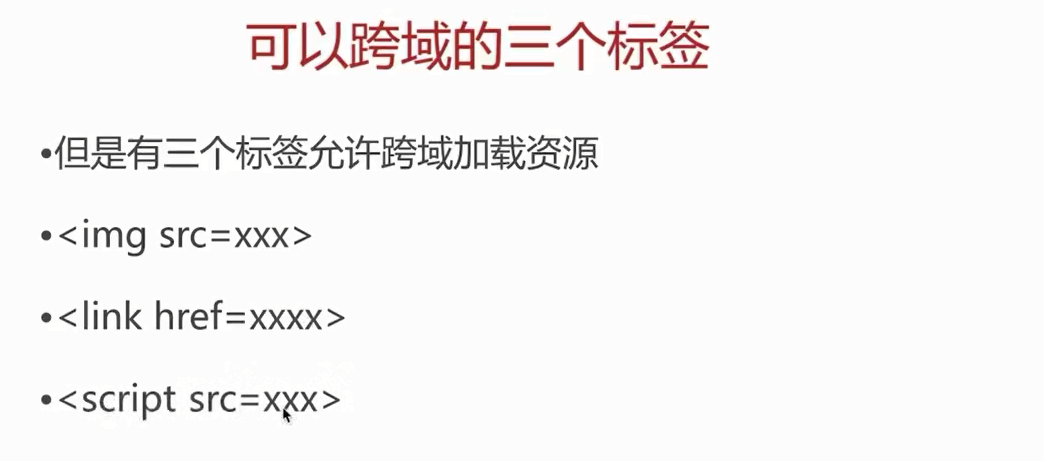 可以跨域的三个标签
•但是有三个标签允许跨域加载资源
•<img src=xxx>
•<link href=xxxx>
•<script src=xxx>